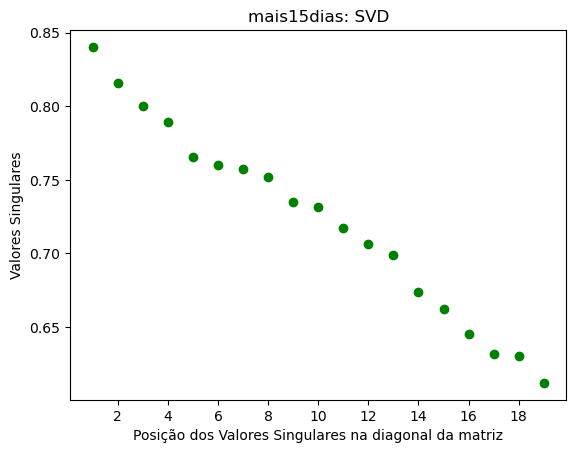 mais15dias: SVD
Valores Singulares
0.85
0.80
0.75
0.70
0.65
2 4 6 8 10 12 14 16 18
Posição dos Valores Singulares na diagonal da matriz